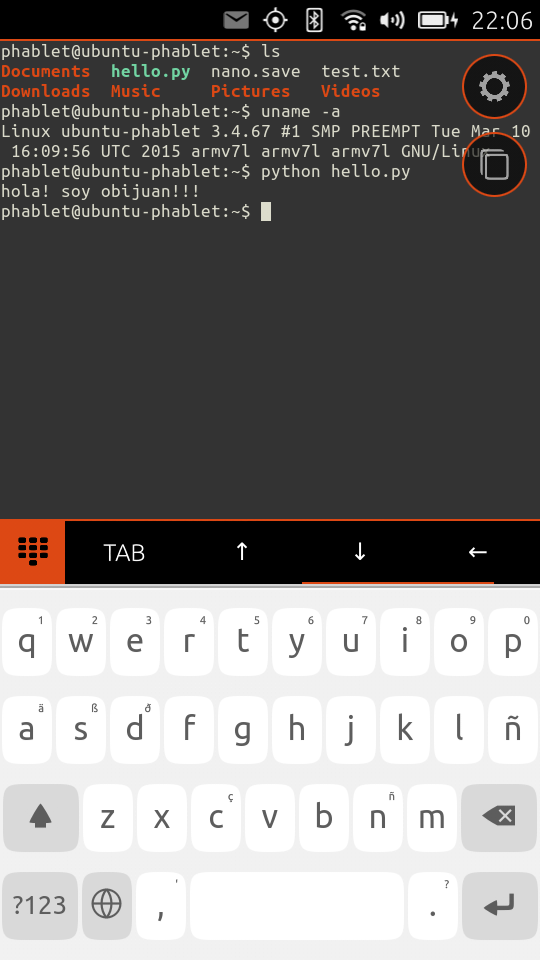 22:06
phablet@ubuntu-phablet:~$ ls
Documents hello.py nano.save test.txt
Downloads Music Pictures Videos
phablet@ubuntu-phablet:~$ uname -a
Linux ubuntu-phablet 3.4.67 #1 SMP PREEMPT Tue Mar 10
16:09:56 UTC 2015 armv7l armv7l armv7l GNU/Linux
phablet@ubuntu-phablet:~$ python hello.py
hola! soy obijuan!!!
phablet@ubuntu-phablet:~$
TAB ↑ ↓ ←
1 2 3 4 5 6 7 8 9 0
q w e r t y u i o p
ä ß ð
a s d f g h j k l ñ
ç ñ
z x c v b n m
' ?
?123 , .